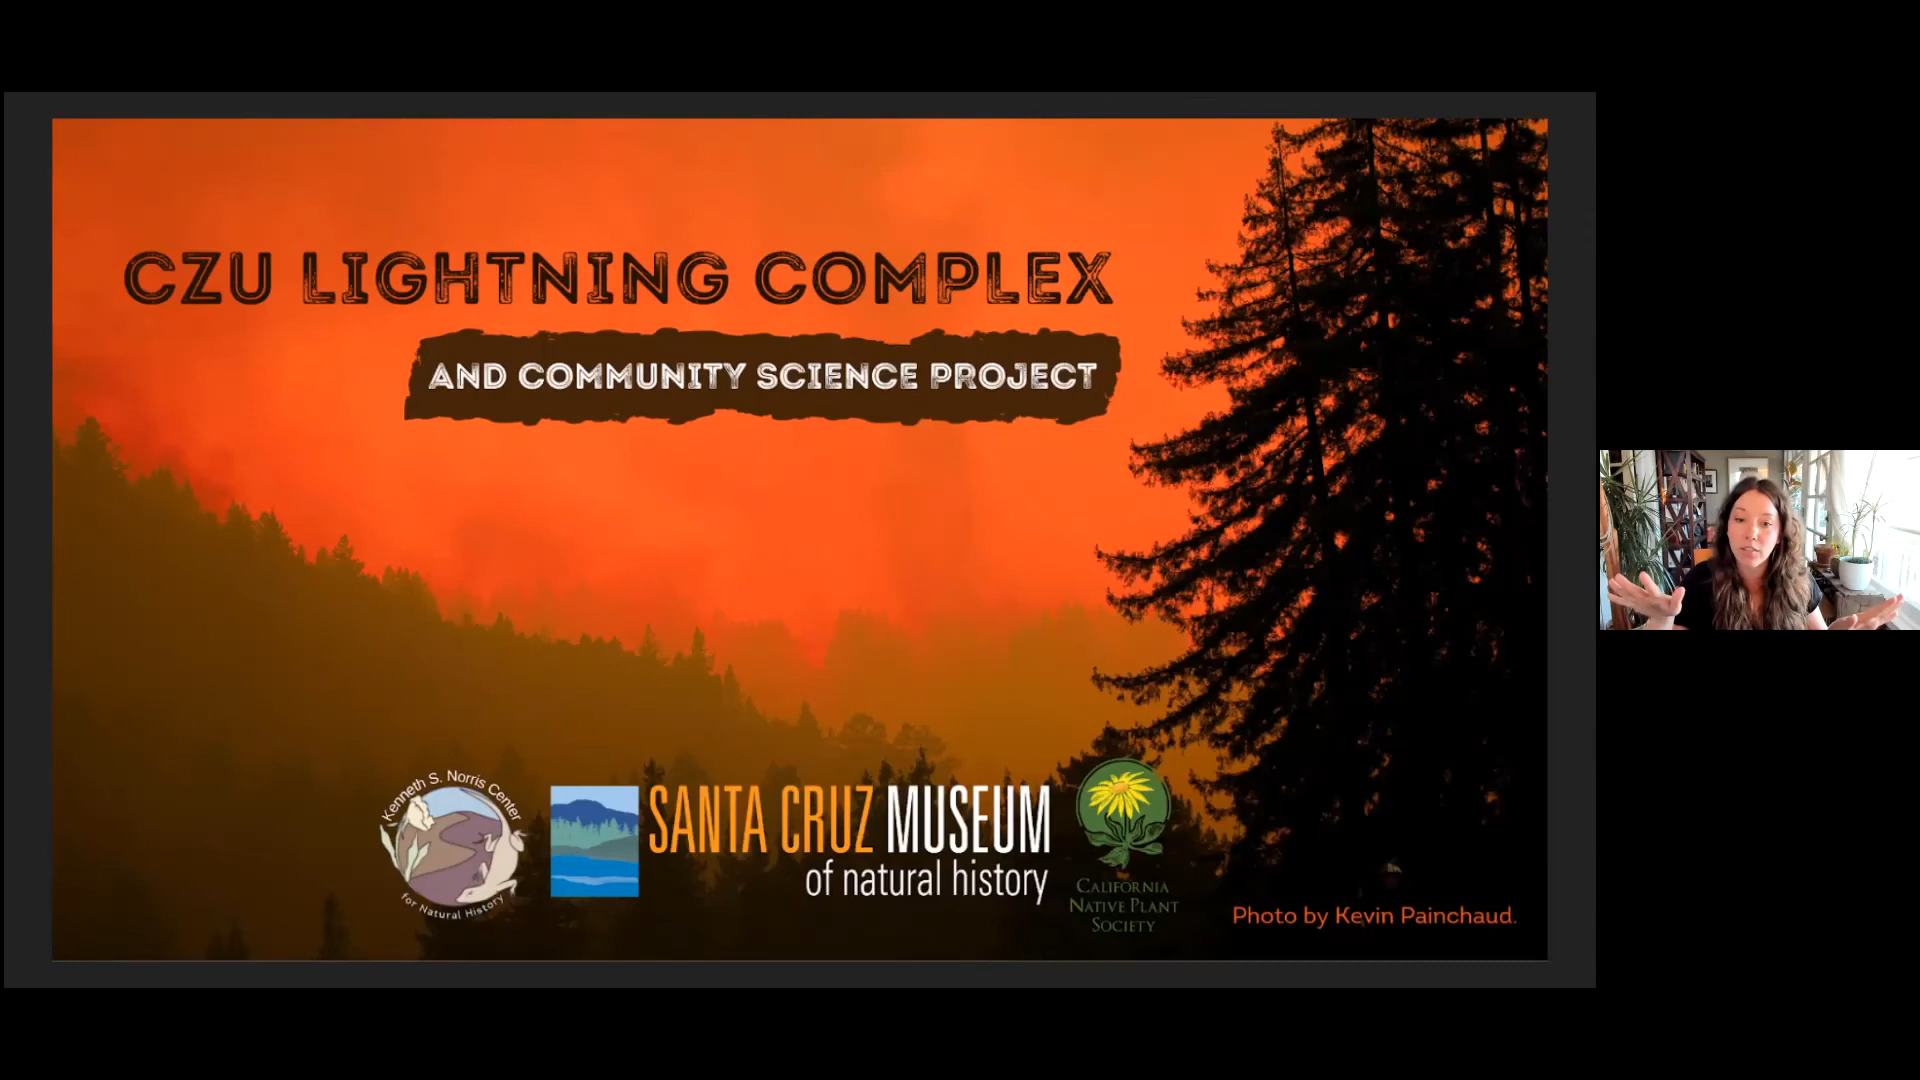 CZU LIGHTNING COMPLEX
AND COMMUNITY SCIENCE PROJECT
Kenneth S. Norris Center
for Natural History
SANTA CRUZ MUSEUM
of natural history
CALIFORNIA
NATIVE PLANT
SOCIETY
Photo by Kevin Painchaud.